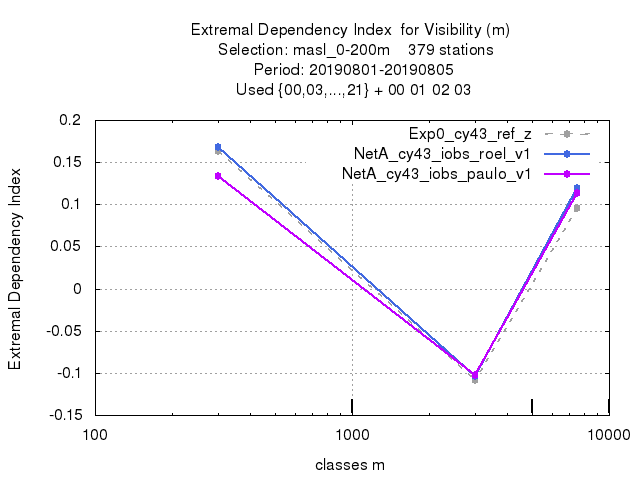 Extremal Dependency Index  for Visibility (m)
Selection: masl_0-200m    379 stations
Period: 20190801-20190805
Used {00,03,...,21} + 00 01 02 03
Exp0_cy43_ref_z
NetA_cy43_iobs_roel_v1
NetA_cy43_iobs_paulo_v1
Extremal Dependency Index
0.2
0.15
0.1
0.05
0
-0.05
-0.1
-0.15
100 1000 10000
classes m